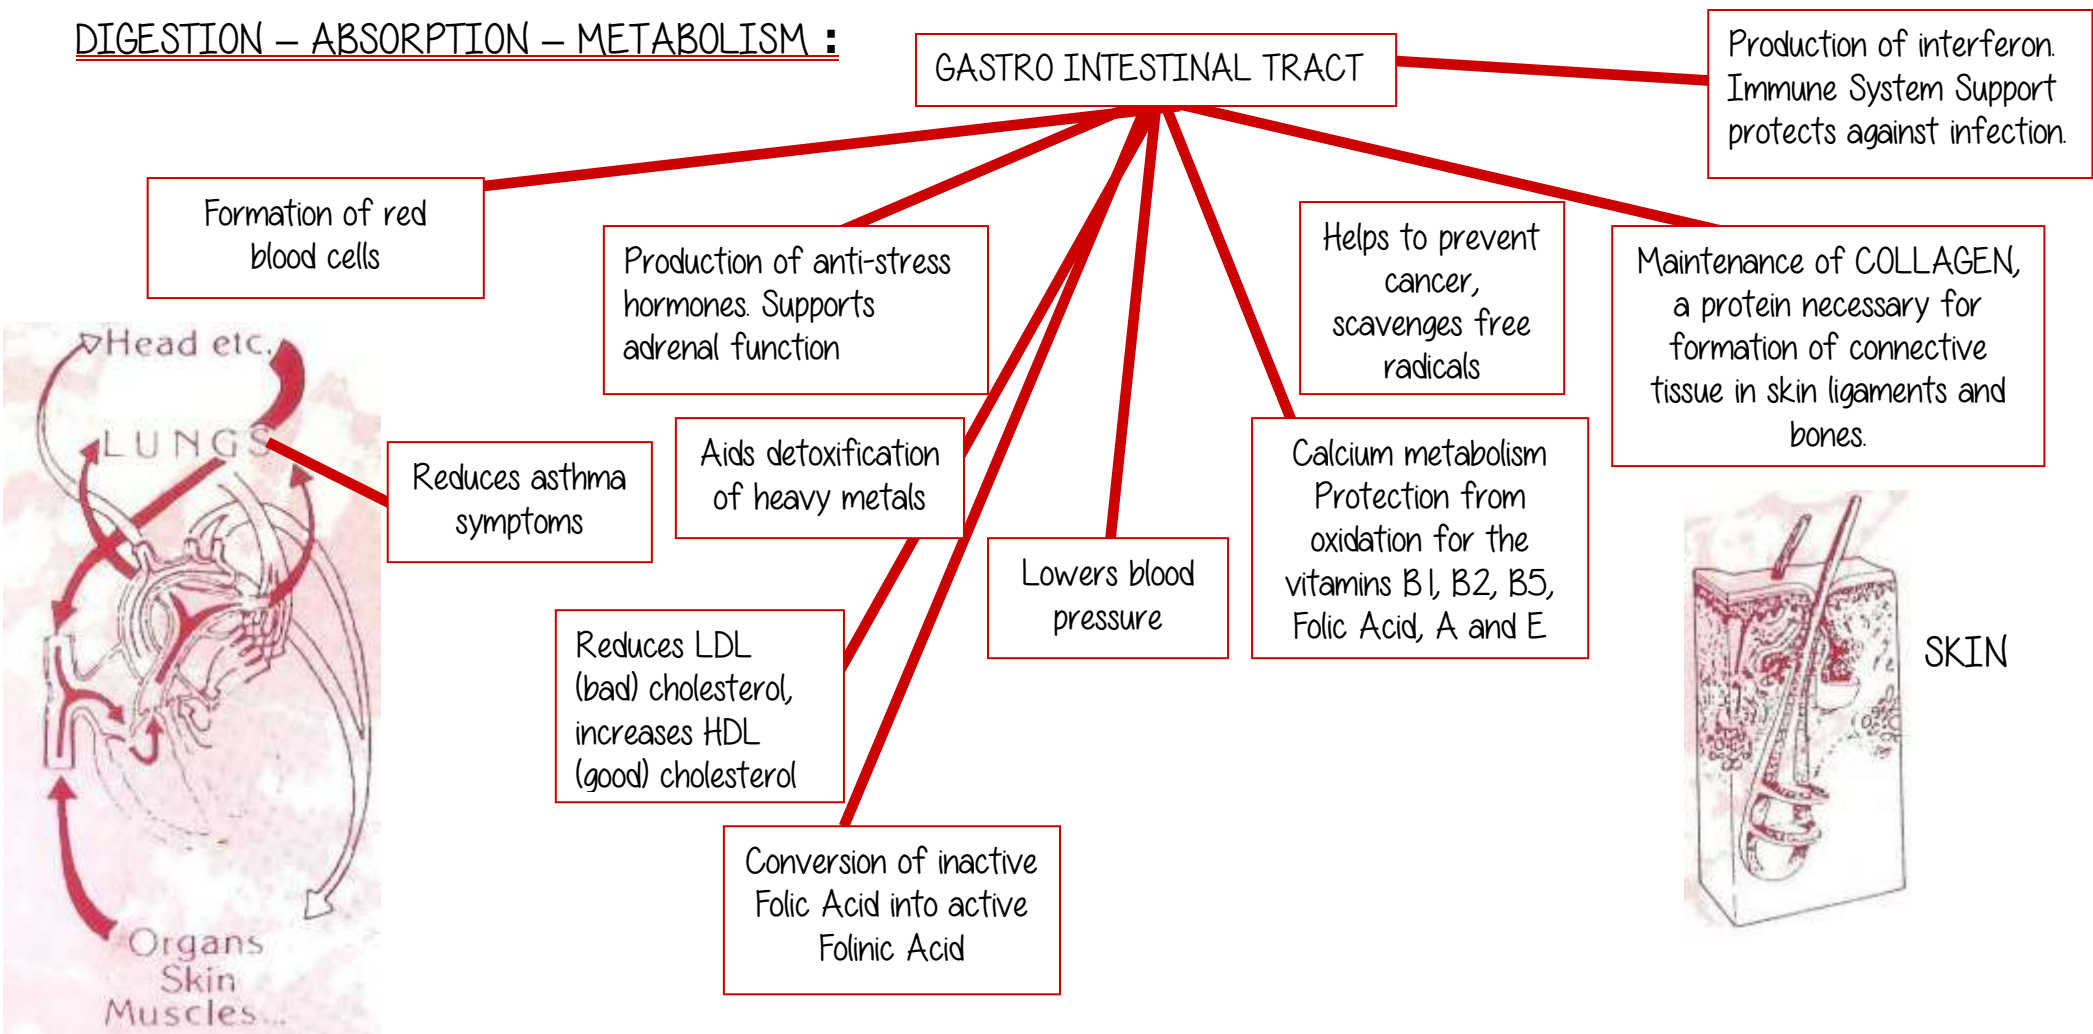 DIGESTION – ABSORPTION – METABOLISM :
GASTRO INTESTINAL TRACT
Production of interferon.
Immune System Support
protects against infection.
Formation of red
blood cells
Production of anti-stress
hormones. Supports
adrenal function
Helps to prevent
cancer,
scavenges free
radicals
Maintenance of COLLAGEN,
a protein necessary for
formation of connective
tissue in skin ligaments and
bones.
Head etc.
LUNGS
Reduces asthma
symptoms
Aids detoxification
of heavy metals
Calcium metabolism
Protection from
oxidation for the
vitamins B1, B2, B5,
Folic Acid, A and E
Lowers blood
pressure
Reduces LDL
(bad) cholesterol,
increases HDL
(good) cholesterol
SKIN
Conversion of inactive
Folic Acid into active
Folinic Acid
Organs
Skin
Muscles...